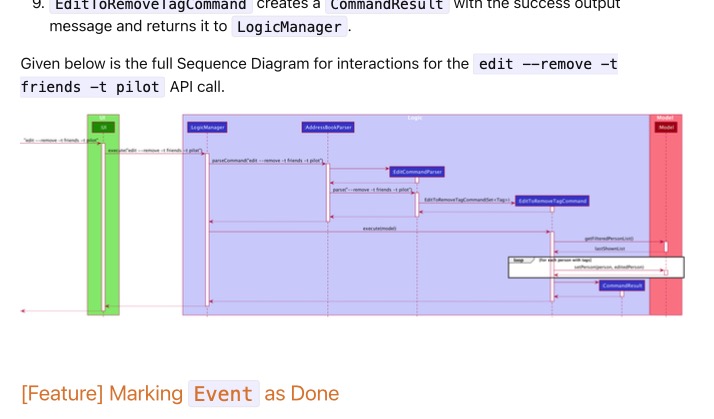 9. EditToRemoveTagCommand creates a CommandResult with the success output
message and returns it to LogicManager.
Given below is the full Sequence Diagram for interactions for the edit --remove -t
friends -t pilot API call.
UI
Logic
Model
UI
LogicManager
AddressBookParser
Model
"edit --remove -t friends -t pilot"
execute("edit --remove -t friends -t pilot")
parseCommand("edit --remove -t friends -t pilot")
EditCommandParser
parse("--remove -t friends -t pilot")
EditToRemoveTagCommand(Set<Tag>)
EditToRemoveTagCommand
execute(model)
getFilteredPersonList()
lastShownList
loop
[for each person with tags]
setPerson(person, editedPerson)
CommandResult
[Feature] Marking Event as Done